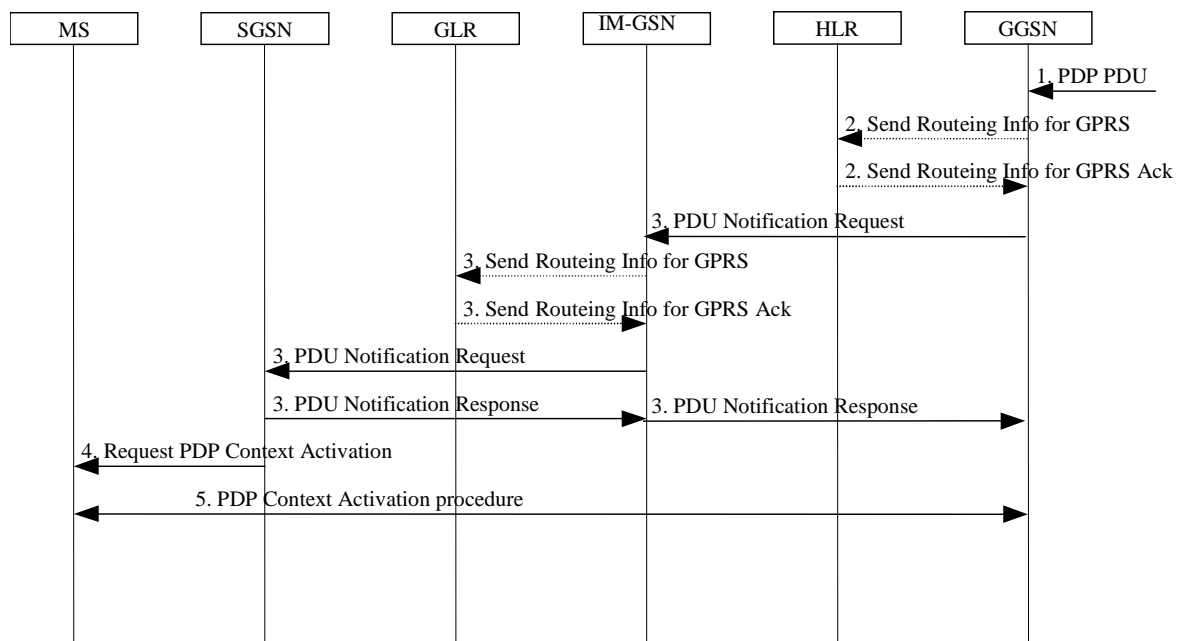 MS SGSN GLR IM-GSN HLR GGSN
1. PDP PDU
2. Send Routeing Info for GPRS
2. Send Routeing Info for GPRS Ack
3. PDU Notification Request
3. Send Routeing Info for GPRS
3. Send Routeing Info for GPRS Ack
3. PDU Notification Request
3. PDU Notification Response 3. PDU Notification Response
4. Request PDP Context Activation
5. PDP Context Activation procedure